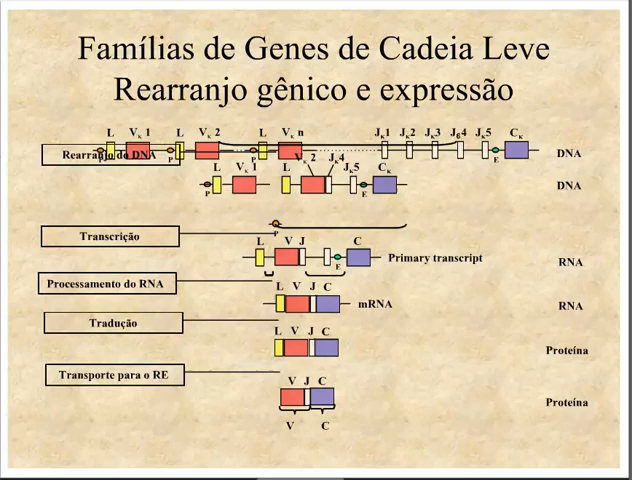 Famílias de Genes de Cadeia Leve
Rearranjo gênico e expressão
L Vκ 1 L Vκ 2 L Vκ n Jκ1 Jκ2 Jκ3 Jκ4 Jκ5 Cκ
Rearranjo do DNA P P P E DNA
L Vκ 1 L Vκ 2 Jκ4 Jκ5 Cκ
P E DNA
Transcrição P
L V J C
E Primary transcript RNA
Processamento do RNA
L V J C
mRNA RNA
Tradução
L V J C
Proteína
Transporte para o RE
V J C
Proteína
V C